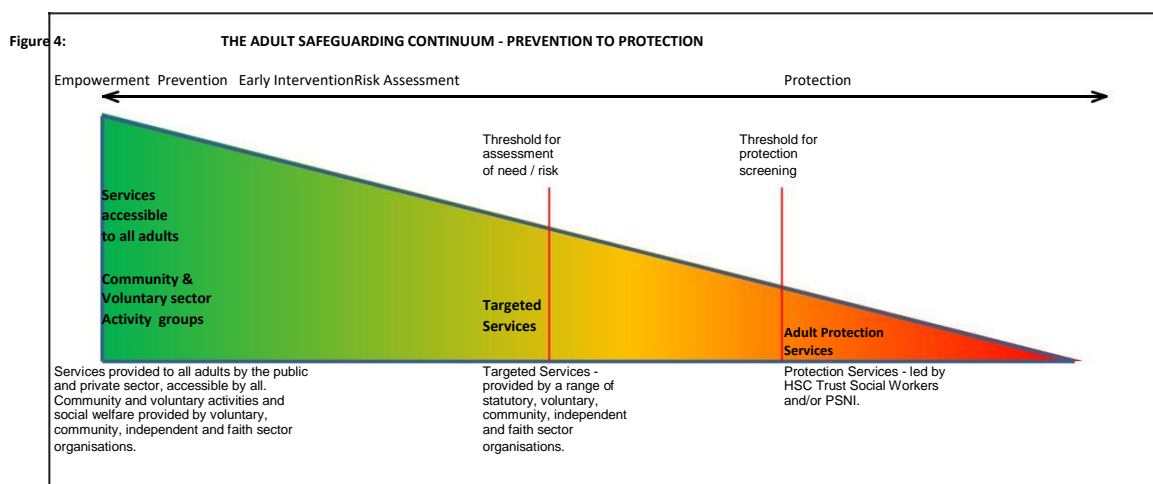 Figure 4: THE ADULT SAFEGUARDING CONTINUUM - PREVENTION TO PROTECTION
Empowerment Prevention Early InterventionRisk Assessment Protection
Threshold for
assessment
of need / risk
Threshold for
protection
screening
Services
accessible
to all adults
Community &
Voluntary sector
Activity groups
Targeted
Services
Adult Protection
Services
Services provided to all adults by the public
and private sector, accessible by all.
Community and voluntary activities and
social welfare provided by voluntary,
community, independent and faith sector
organisations.
Targeted Services -
provided by a range of
statutory, voluntary,
community, independent
and faith sector
organisations.
Protection Services - led by
HSC Trust Social Workers
and/or PSNI.